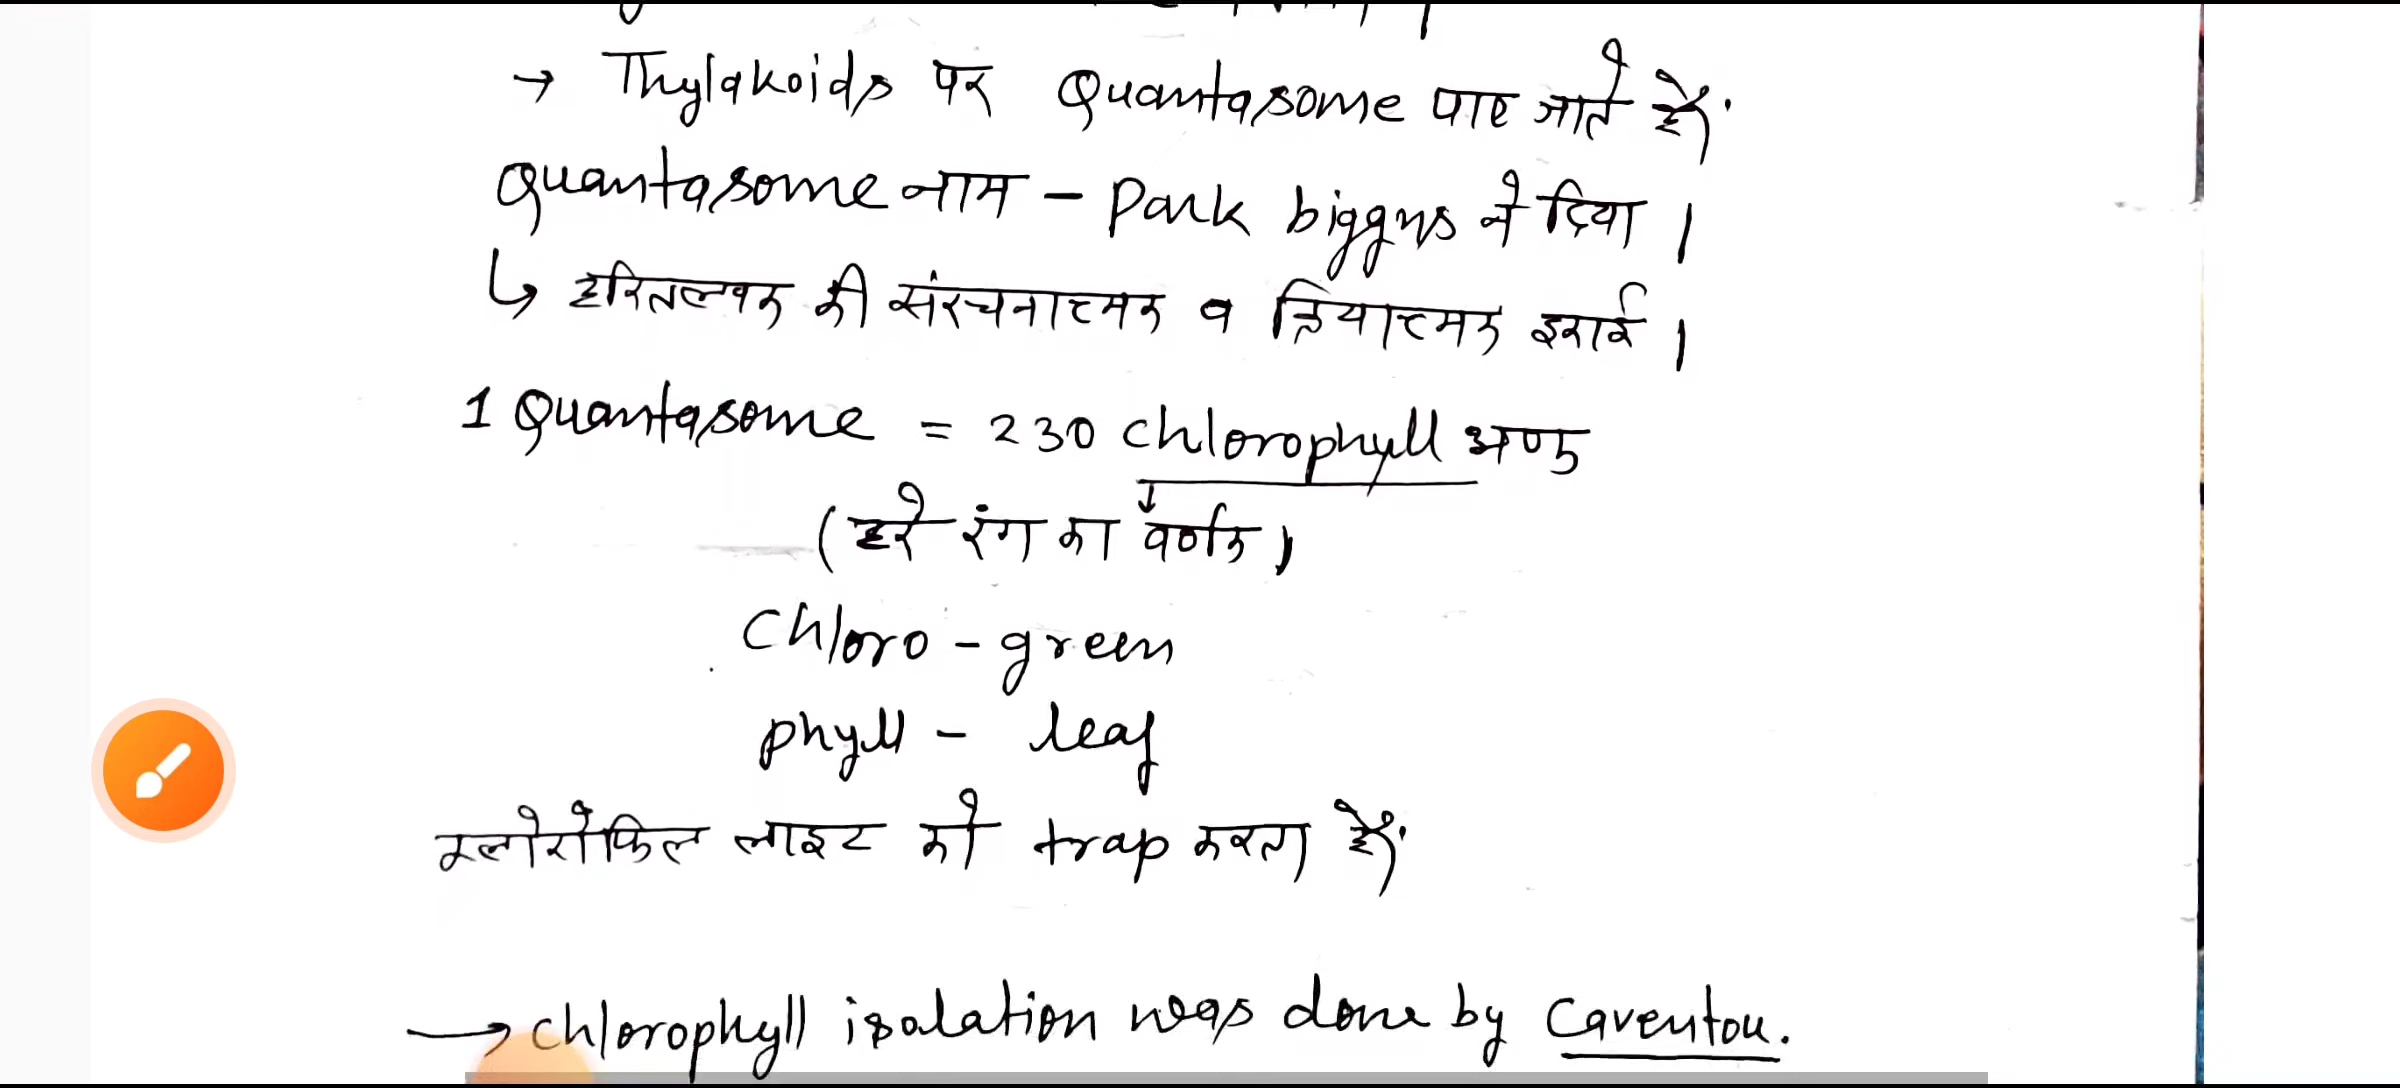 → Thylakoids पर Quantasome पाए जाते है।
Quantasome नाम - Park biggns ने दिया।
↳ हरितलवक की संरचनात्मक व क्रियात्मक इकाई।
1 Quantasome = 230 chlorophyll अणु
(हरे रंग का वर्णक)
Chloro - green
phyll - leaf
क्लोरोफिल लाइट को trap करता है।
→ chlorophyll isolation was done by Caventou.